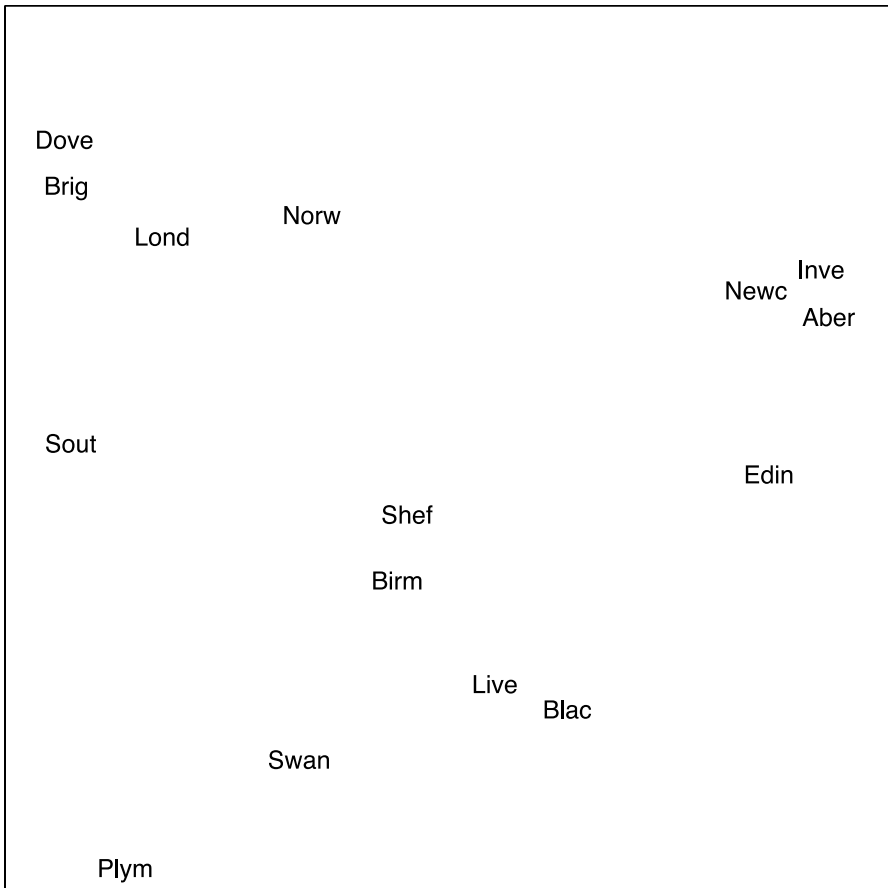 Dove
Brig
Norw
Lond
Inve
Newc
Aber
Sout
Edin
Shef
Birm
Live
Blac
Swan
Plym